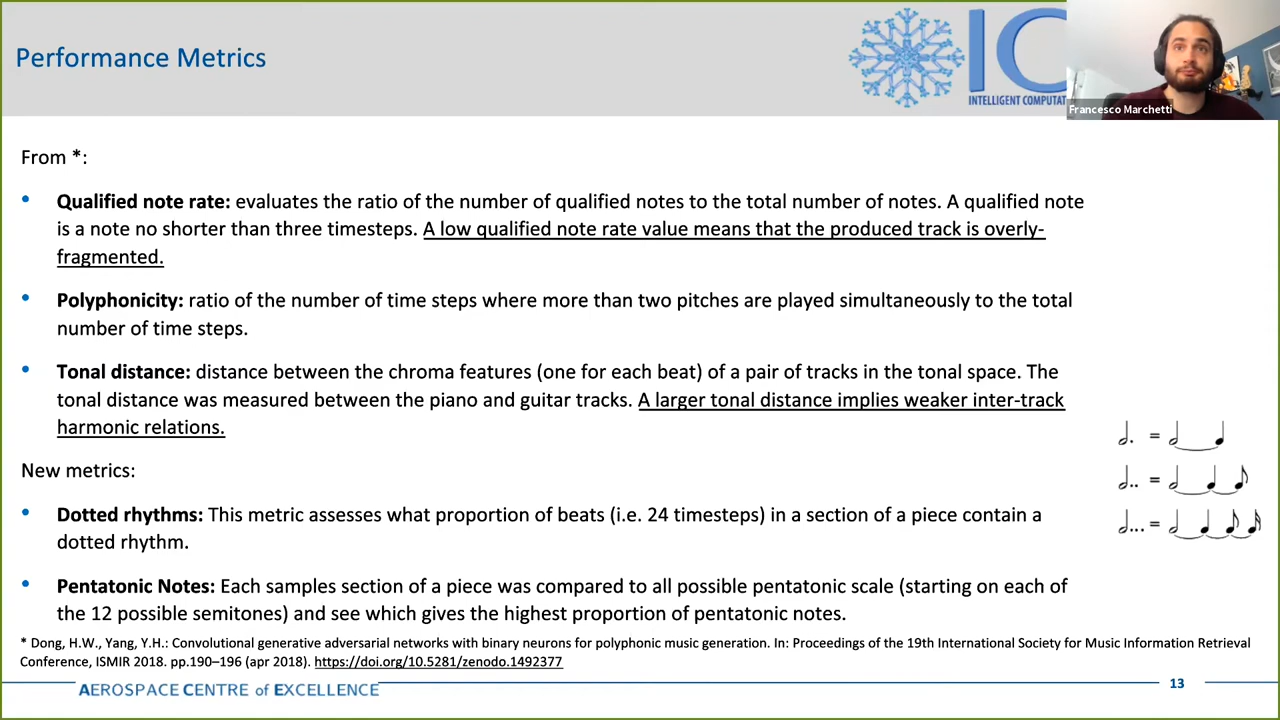 Performance Metrics
IC
INTELLIGENT COMPUTAT
Francesco Marchetti
From *:
• Qualified note rate: evaluates the ratio of the number of qualified notes to the total number of notes. A qualified note
is a note no shorter than three timesteps. A low qualified note rate value means that the produced track is overly-
fragmented.
• Polyphonicity: ratio of the number of time steps where more than two pitches are played simultaneously to the total
number of time steps.
• Tonal distance: distance between the chroma features (one for each beat) of a pair of tracks in the tonal space. The
tonal distance was measured between the piano and guitar tracks. A larger tonal distance implies weaker inter-track
harmonic relations.
New metrics:
• Dotted rhythms: This metric assesses what proportion of beats (i.e. 24 timesteps) in a section of a piece contain a
dotted rhythm.
• Pentatonic Notes: Each samples section of a piece was compared to all possible pentatonic scale (starting on each of
the 12 possible semitones) and see which gives the highest proportion of pentatonic notes.
* Dong, H.W., Yang, Y.H.: Convolutional generative adversarial networks with binary neurons for polyphonic music generation. In: Proceedings of the 19th International Society for Music Information Retrieval
Conference, ISMIR 2018. pp.190–196 (apr 2018). https://doi.org/10.5281/zenodo.1492377
AEROSPACE CENTRE of EXCELLENCE
13